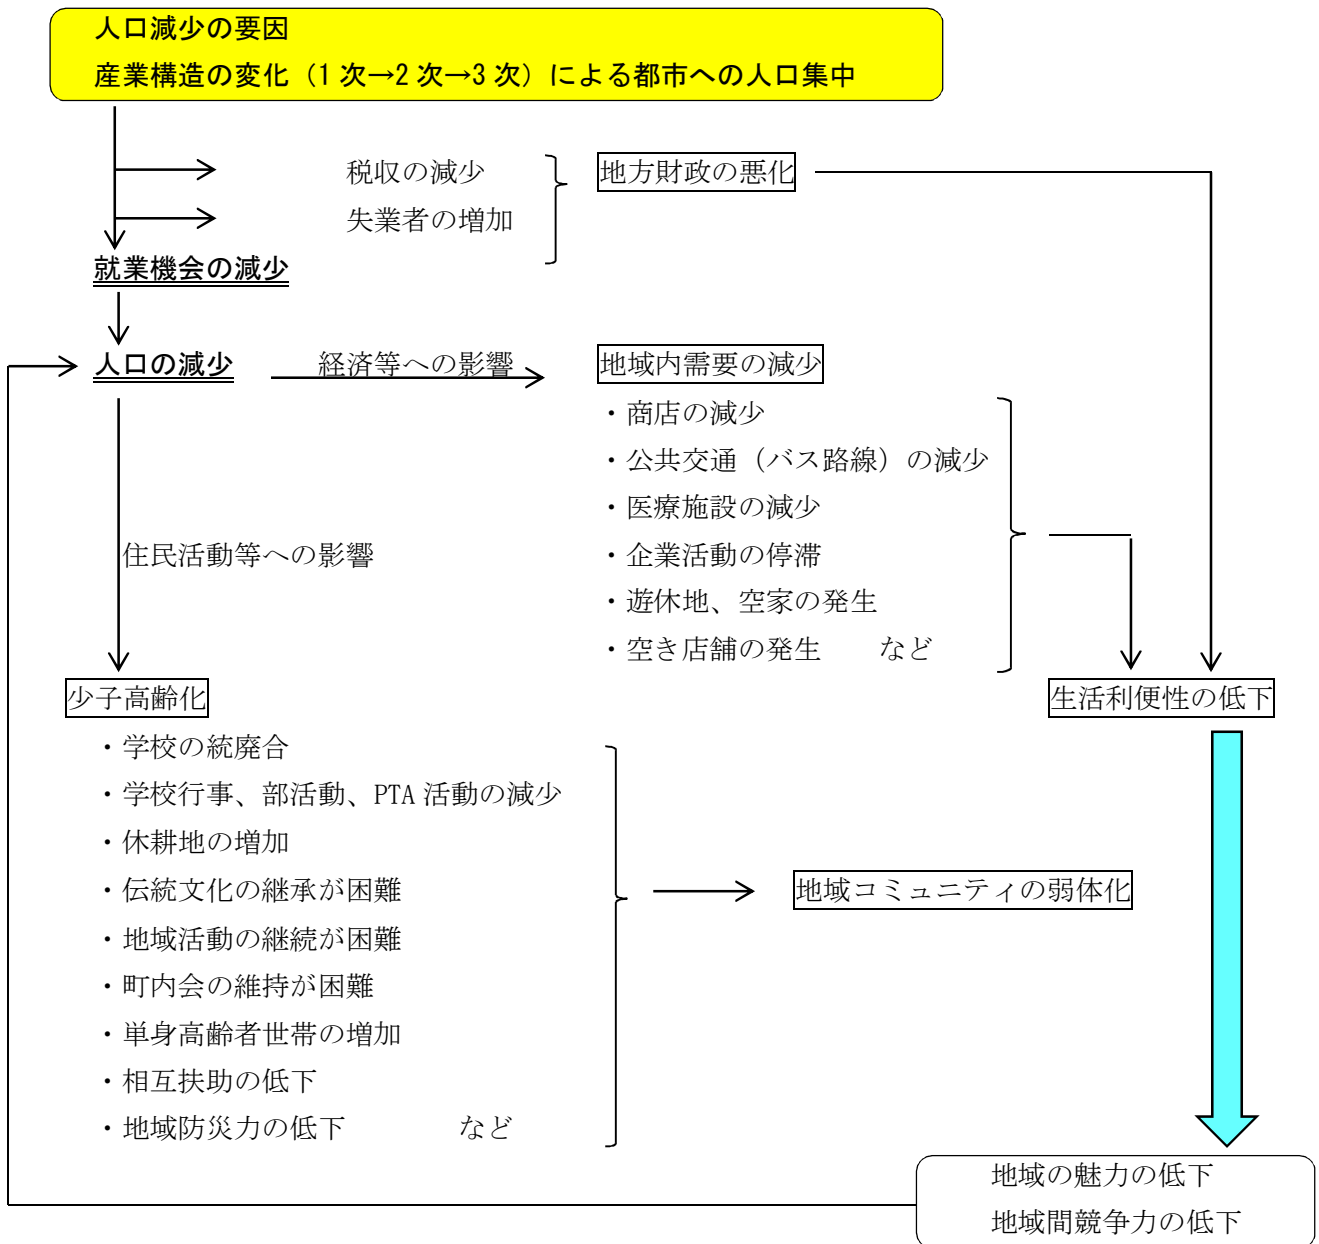 人口減少の要因
産業構造の変化（1次→2次→3次）による都市への人口集中
税収の減少
地方財政の悪化
失業者の増加
就業機会の減少
人口の減少
経済等への影響
地域内需要の減少
・商店の減少
・公共交通（バス路線）の減少
・医療施設の減少
・企業活動の停滞
・遊休地、空家の発生
・空き店舗の発生　　など
住民活動等への影響
少子高齢化
生活利便性の低下
・学校の統廃合
・学校行事、部活動、PTA活動の減少
・休耕地の増加
・伝統文化の継承が困難
・地域活動の継続が困難
・町内会の維持が困難
・単身高齢者世帯の増加
・相互扶助の低下
・地域防災力の低下　　　　など
地域コミュニティの弱体化
地域の魅力の低下
地域間競争力の低下